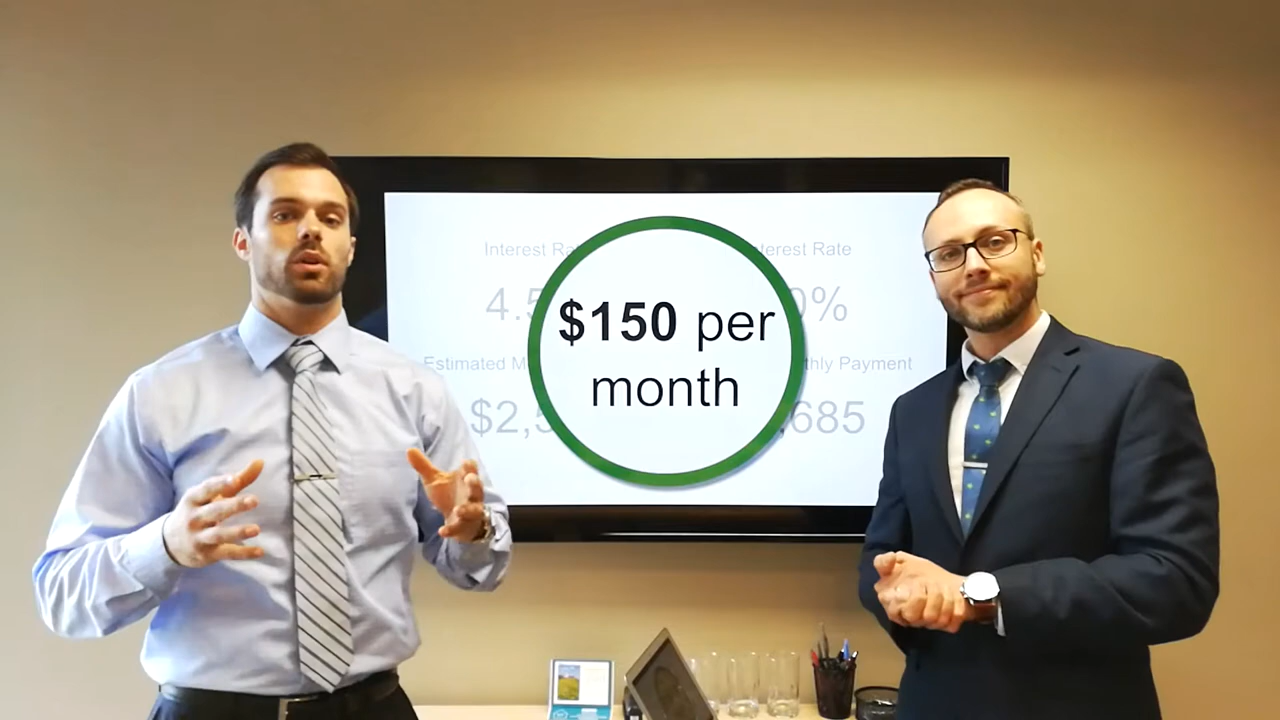 Interest Rate
4.5
Estimated M
$2,5
$150 per
month
Interest Rate
0%
thly Payment
,685